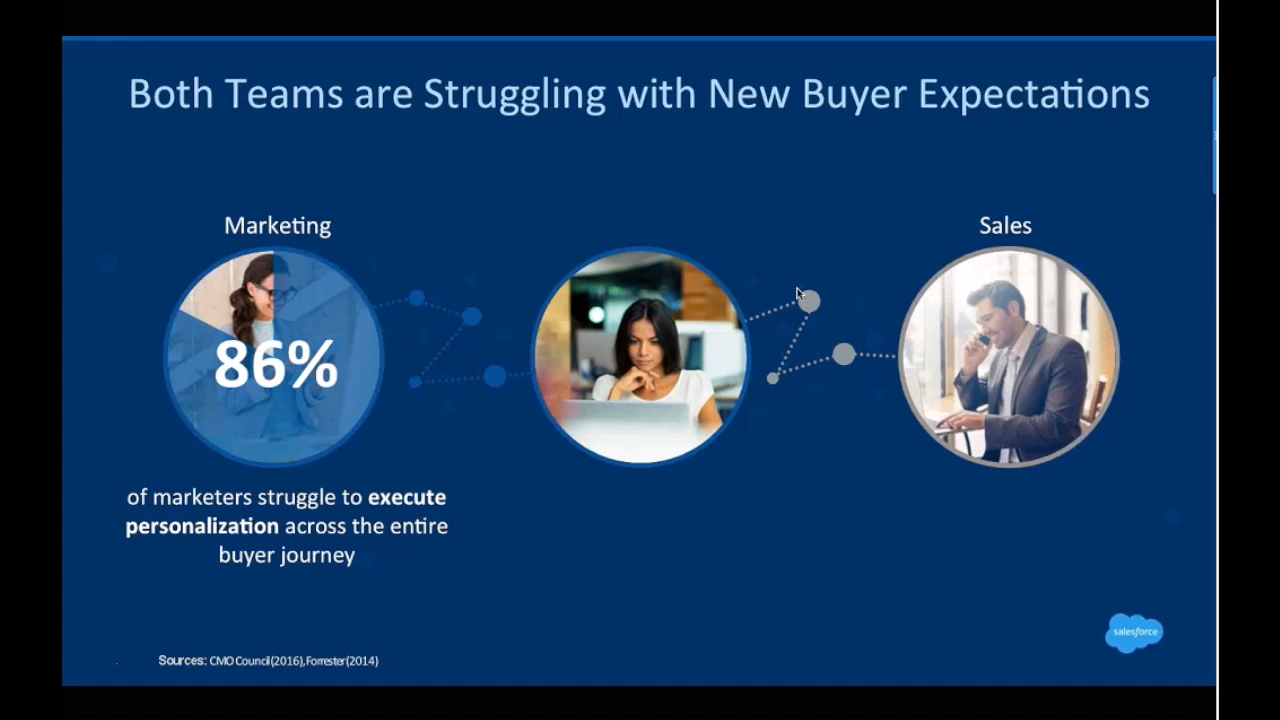 Both Teams are Struggling with New Buyer Expectations
Marketing
Sales
86%
of marketers struggle to execute
personalization across the entire
buyer journey
salesforce
Sources: CMO Council(2016), Forrester(2014)